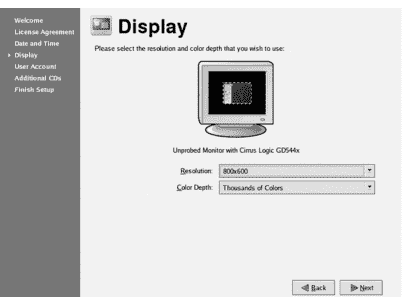 Welcome
License Agreement
Date and Time
Display
User Account
Additional CDs
Finish Setup
Display
Please select the resolution and color depth that you wish to use:
Unprobed Monitor with Cirrus Logic GD544x
Resolution: 800x600
Color Depth: Thousands of Colors
Back
Next